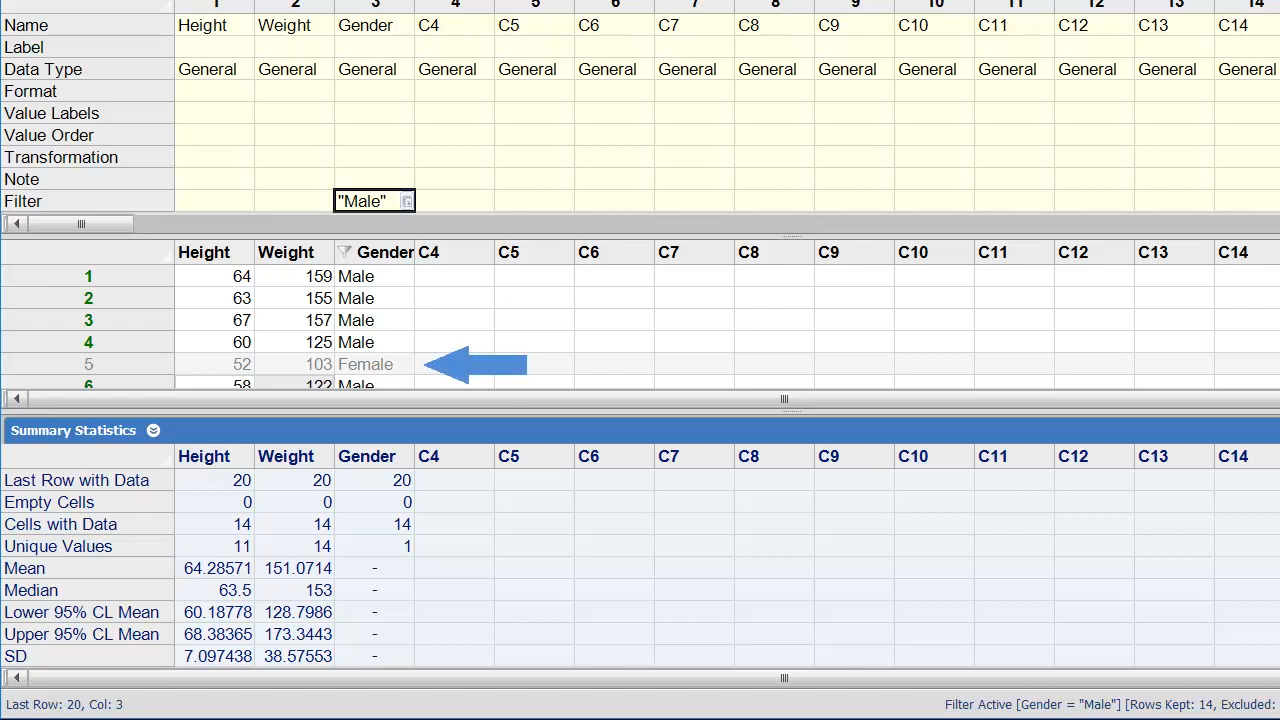 1 2 3 4 5 6 7 8 9 10 11 12 13 14
Name Height Weight Gender C4 C5 C6 C7 C8 C9 C10 C11 C12 C13 C14
Label
Data Type General General General General General General General General General General General General General General
Format
Value Labels
Value Order
Transformation
Note
Filter "Male"
Height Weight Gender C4 C5 C6 C7 C8 C9 C10 C11 C12 C13 C14
1 64 159 Male
2 63 155 Male
3 67 157 Male
4 60 125 Male
5 52 103 Female
6 58 122 Male
Summary Statistics
Height Weight Gender C4 C5 C6 C7 C8 C9 C10 C11 C12 C13 C14
Last Row with Data 20 20 20
Empty Cells 0 0 0
Cells with Data 14 14 14
Unique Values 11 14 1
Mean 64.28571 151.0714 -
Median 63.5 153 -
Lower 95% CL Mean 60.18778 128.7986 -
Upper 95% CL Mean 68.38365 173.3443 -
SD 7.097438 38.57553 -
Last Row: 20, Col: 3 Filter Active [Gender = "Male"] [Rows Kept: 14, Excluded: